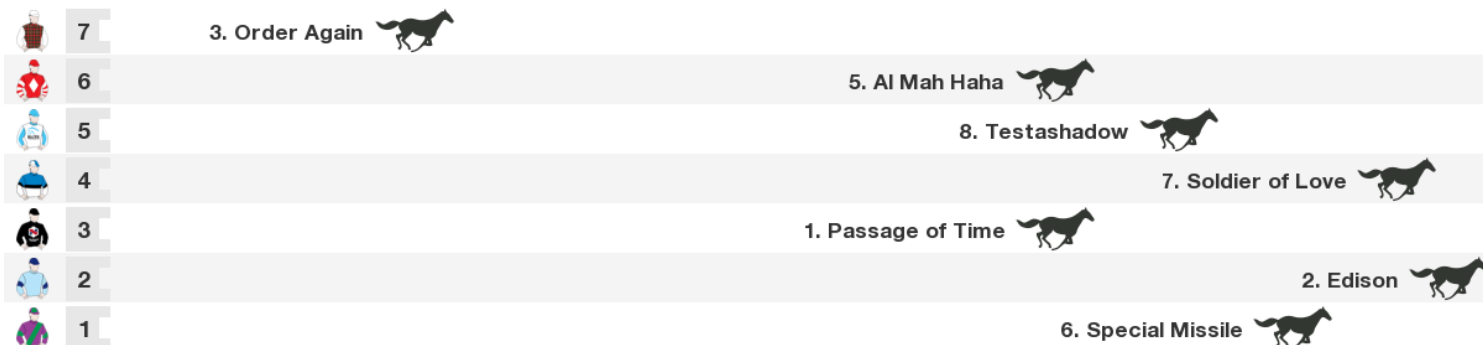 7 3. Order Again
6 5. Al Mah Haha
5 8. Testashadow
4 7. Soldier of Love
3 1. Passage of Time
2 2. Edison
1 6. Special Missile